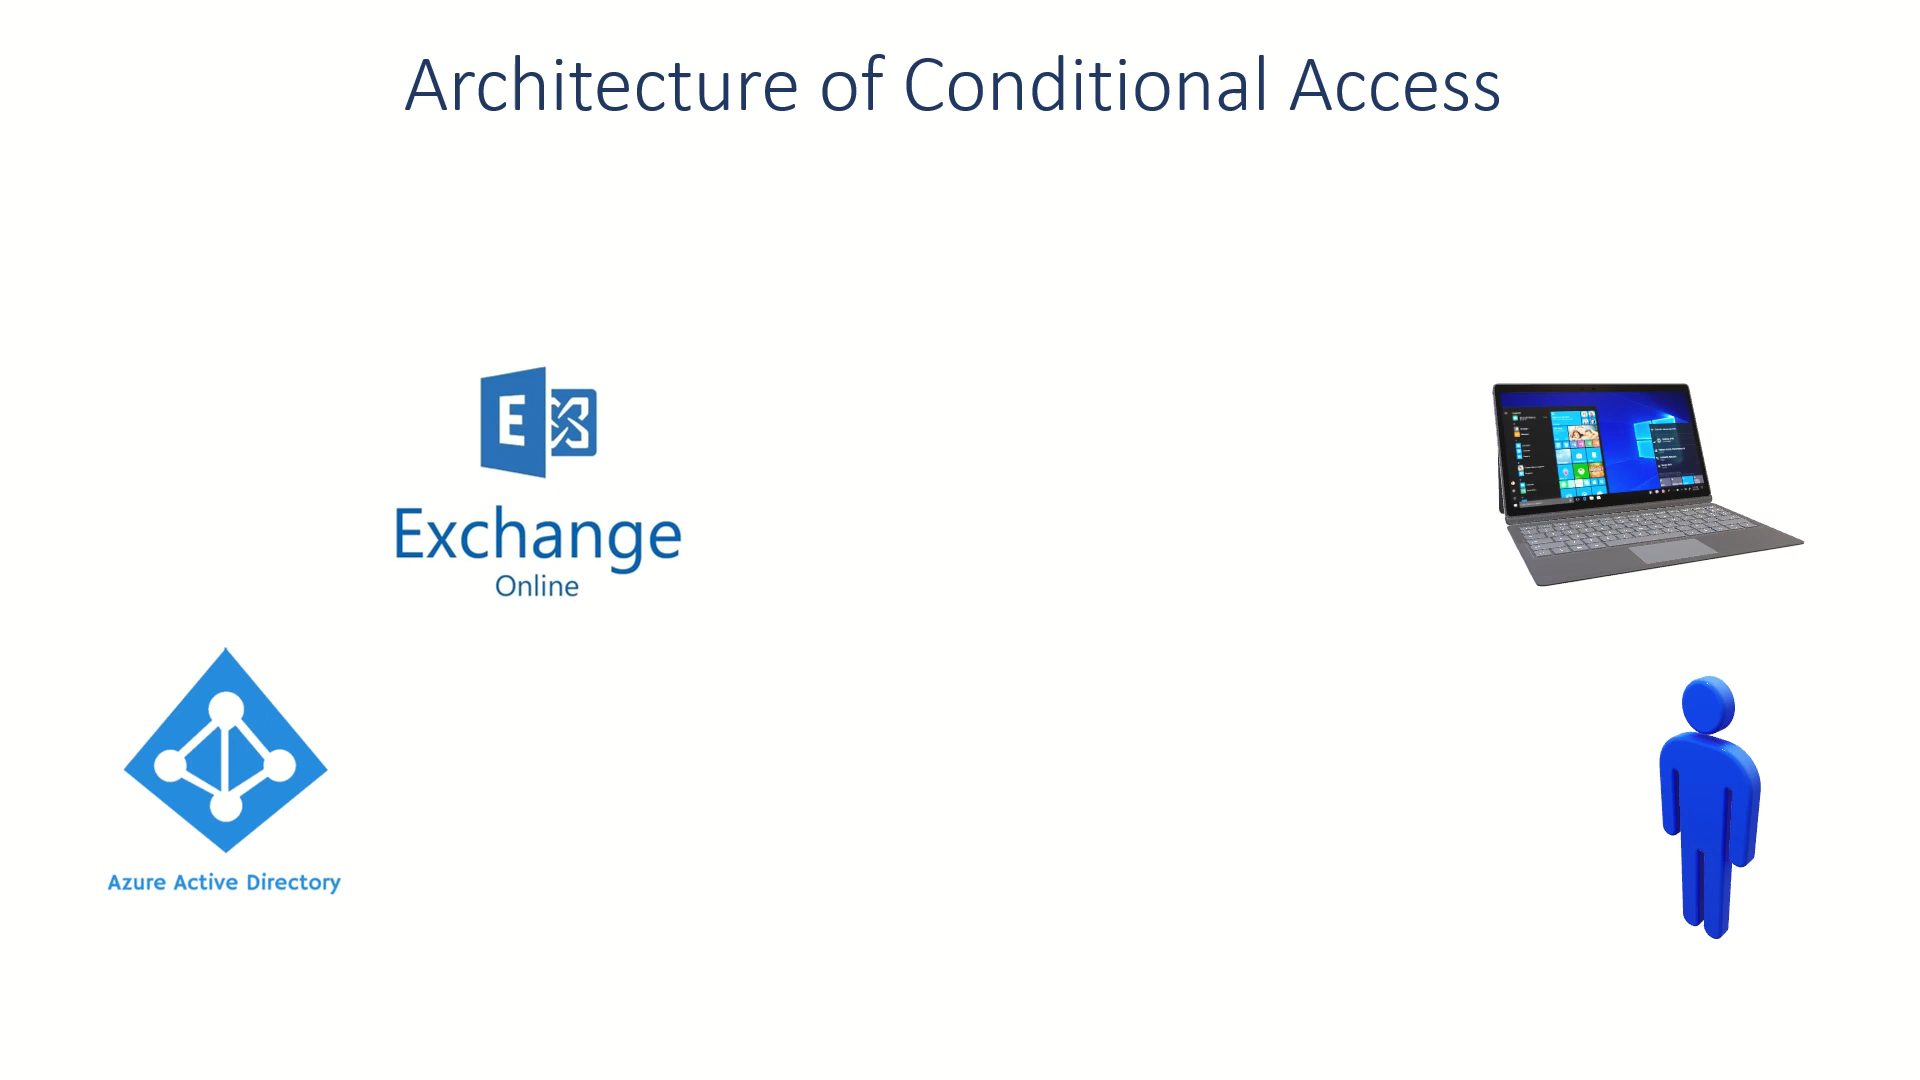 Architecture of Conditional Access
E
Exchange
Online
Azure Active Directory